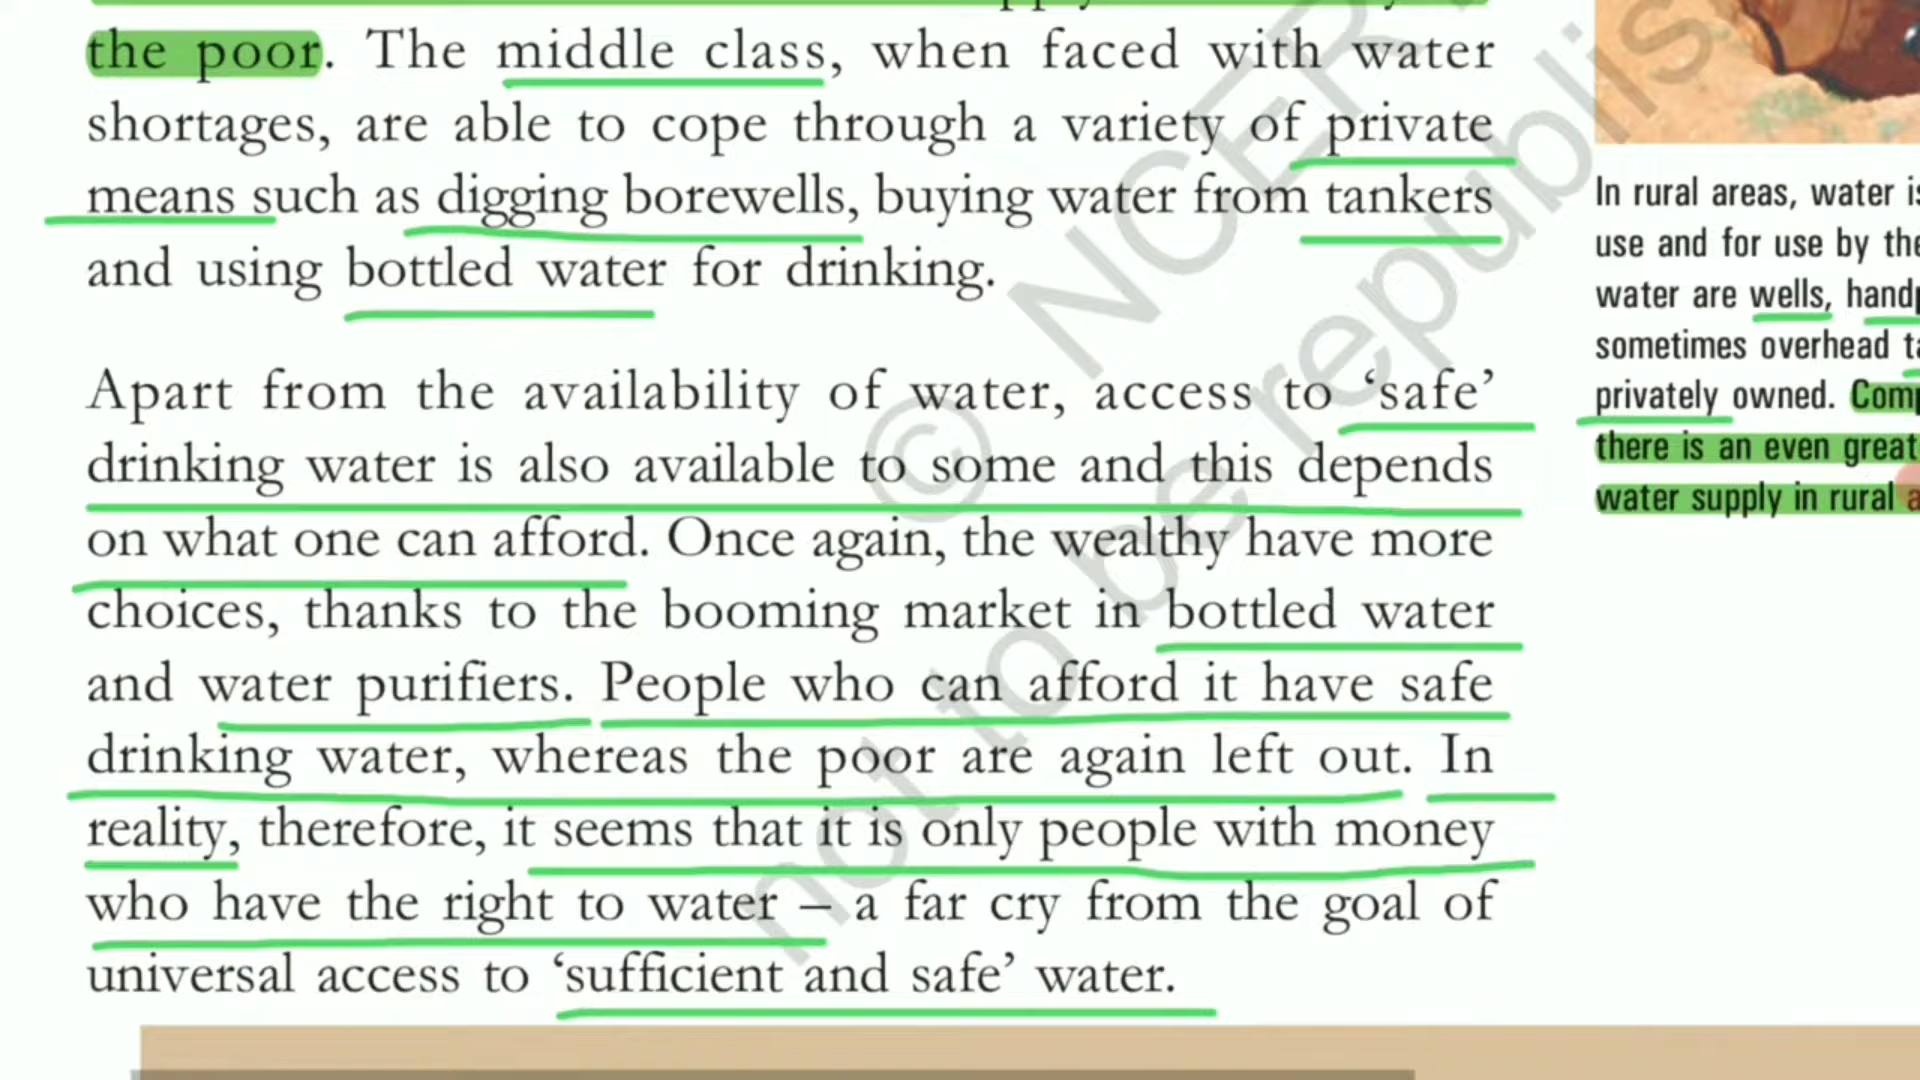 the poor. The middle class, when faced with water
shortages, are able to cope through a variety of private
means such as digging borewells, buying water from tankers
and using bottled water for drinking.
Apart from the availability of water, access to ‘safe’
drinking water is also available to some and this depends
on what one can afford. Once again, the wealthy have more
choices, thanks to the booming market in bottled water
and water purifiers. People who can afford it have safe
drinking water, whereas the poor are again left out. In
reality, therefore, it seems that it is only people with money
who have the right to water – a far cry from the goal of
universal access to ‘sufficient and safe’ water.
In rural areas, water
use and for use by the
water are wells,
sometimes overhead
privately owned.
there is an even
water supply in rural
©
not to be